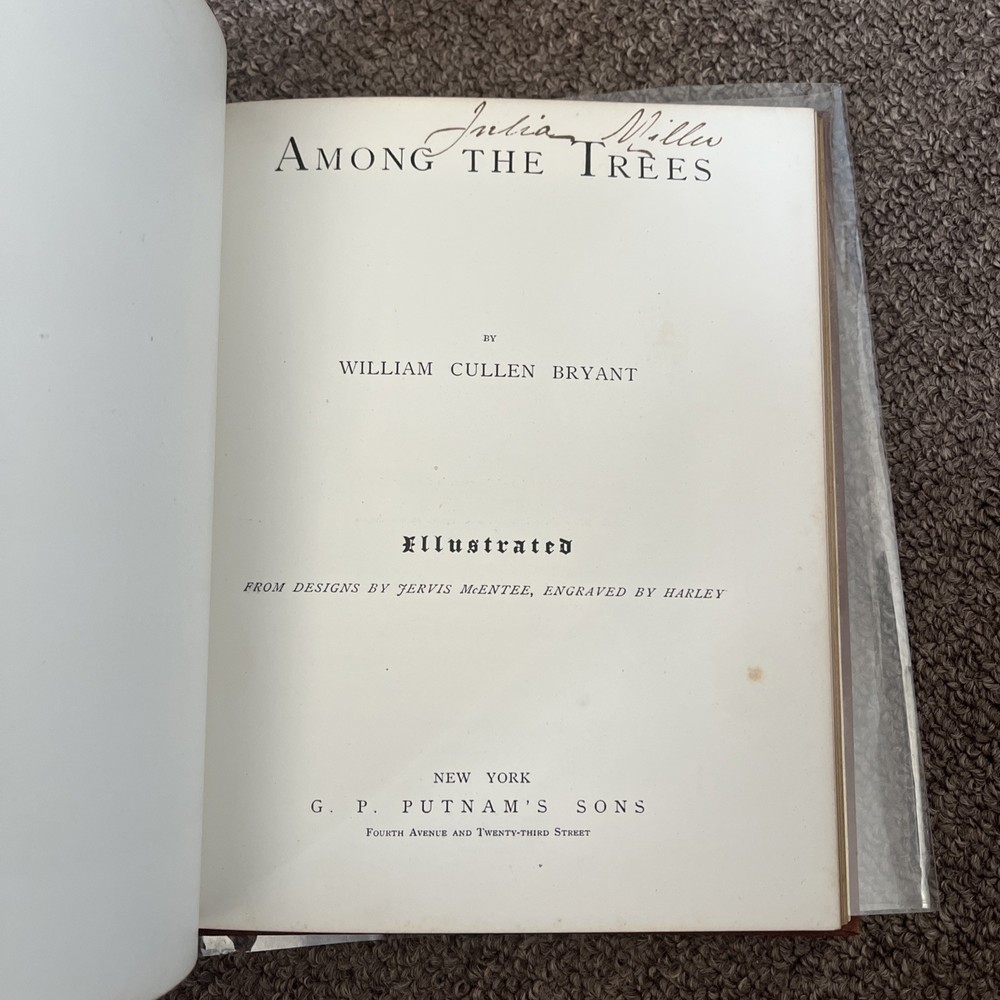 Julia Miller
AMONG THE TREES
BY
WILLIAM CULLEN BRYANT
Illustrated
FROM DESIGNS BY JERVIS McENTEE, ENGRAVED BY HARLEY
NEW YORK
G. P. PUTNAM'S SONS
FOURTH AVENUE AND TWENTY-THIRD STREET